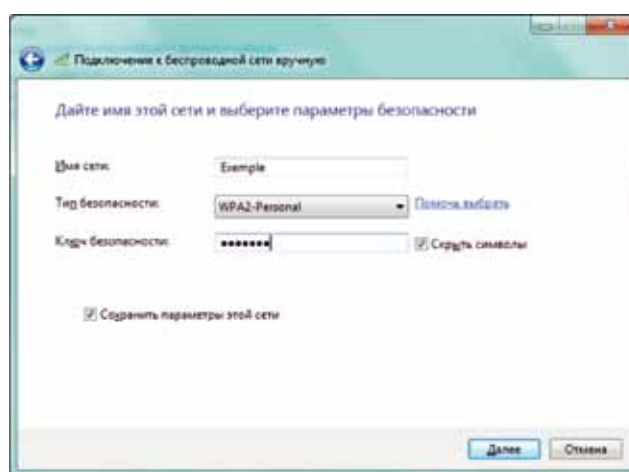 Подключение к беспроводной сети вручную
Дайте имя этой сети и выберите параметры безопасности
Имя сети:
Exemple
Тип безопасности:
WPA2-Personal
Помочь выбрать
Ключ безопасности:
•••••••
Скрыть символы
Сохранить параметры этой сети
Далее
Отмена